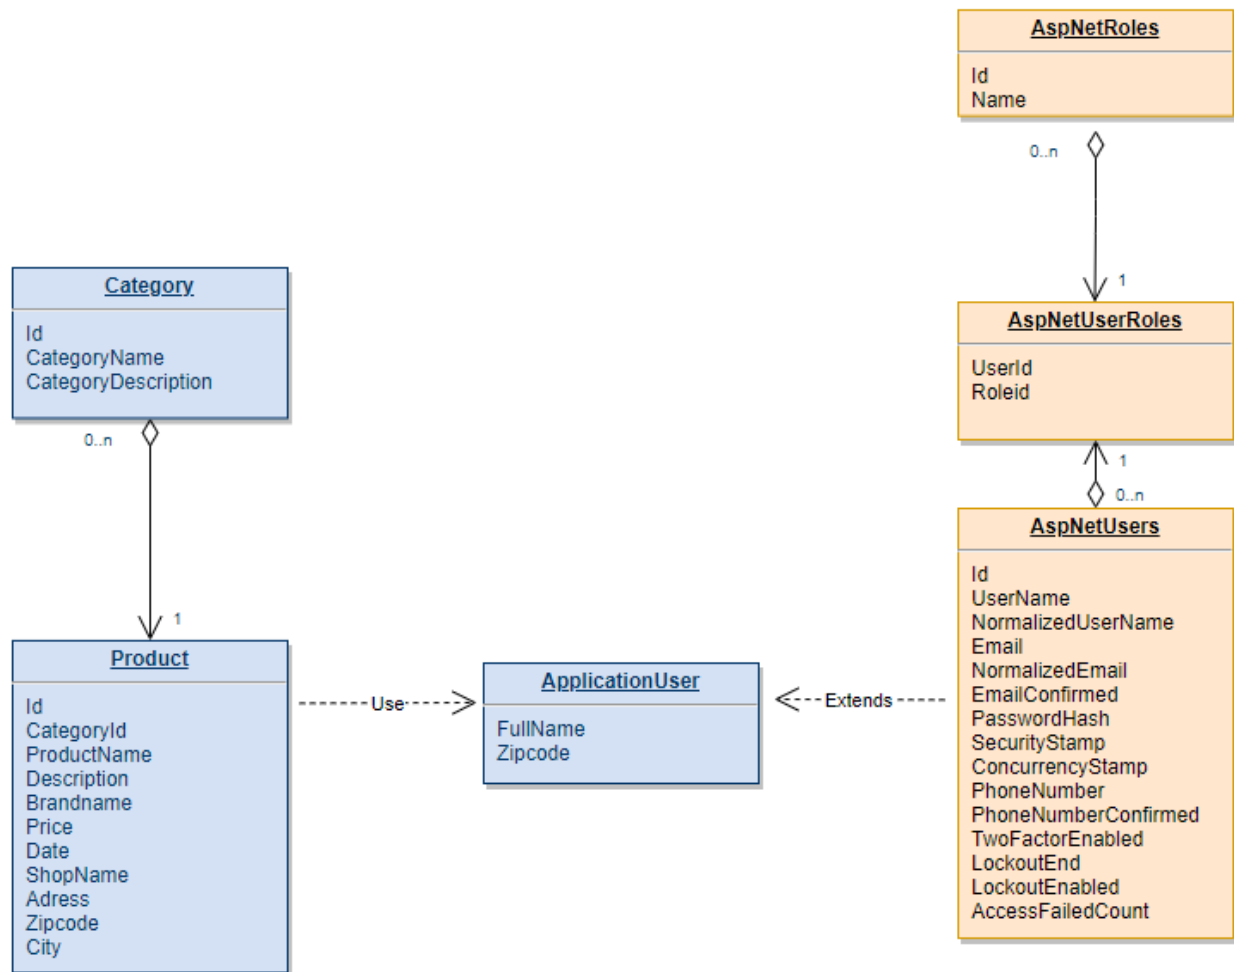 AspNetRoles
Id
Name
0..n
1
AspNetUserRoles
UserId
Roleid
1
0..n
AspNetUsers
Id
UserName
NormalizedUserName
Email
NormalizedEmail
EmailConfirmed
PasswordHash
SecurityStamp
ConcurrencyStamp
PhoneNumber
PhoneNumberConfirmed
TwoFactorEnabled
LockoutEnd
LockoutEnabled
AccessFailedCount
Category
Id
CategoryName
CategoryDescription
0..n
1
Product
Id
CategoryId
ProductName
Description
Brandname
Price
Date
ShopName
Adress
Zipcode
City
Use
ApplicationUser
FullName
Zipcode
Extends